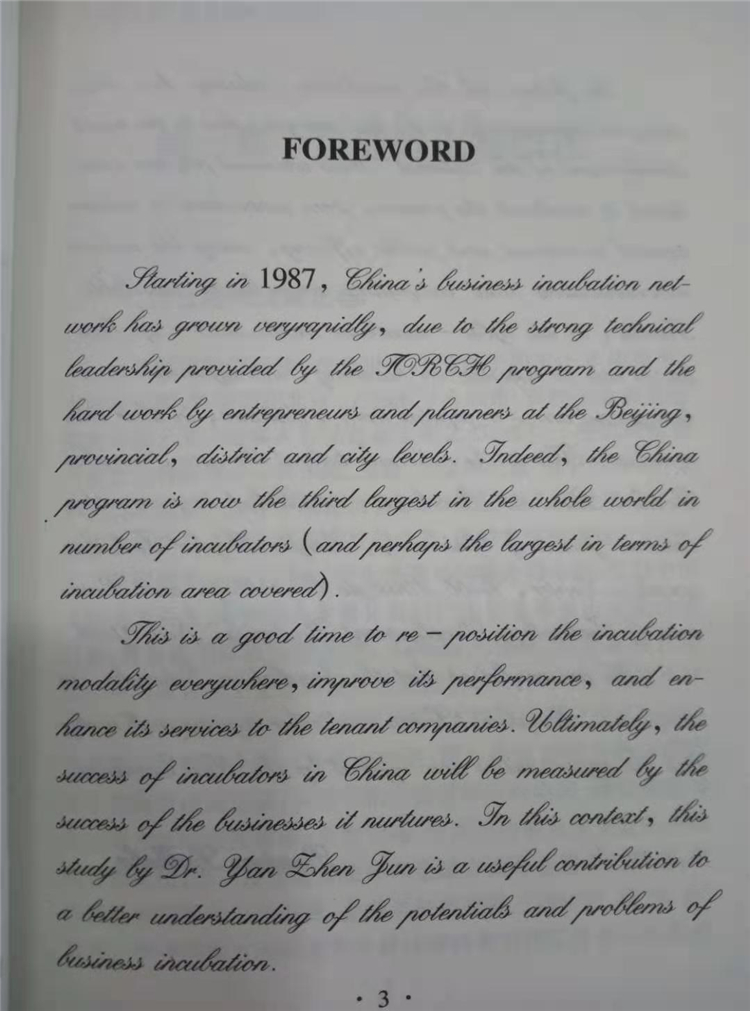 FOREWORD
Starting in 1987, China's business incubation net-
work has grown veryrapidly, due to the strong technical
leadership provided by the TORCH program and the
hard work by entrepreneurs and planners at the Beijing,
provincial, district and city levels. Indeed, the China
program is now the third largest in the whole world in
number of incubators (and perhaps the largest in terms of
incubation area covered).
This is a good time to re-position the incubation
modality everywhere, improve its performance, and en-
hance its services to the tenant companies. Ultimately, the
success of incubators in China will be measured by the
success of the businesses it nurtures. In this context, this
study by Dr. Yan Zhen Jun is a useful contribution to
a better understanding of the potentials and problems of
business incubation.
· 3 ·